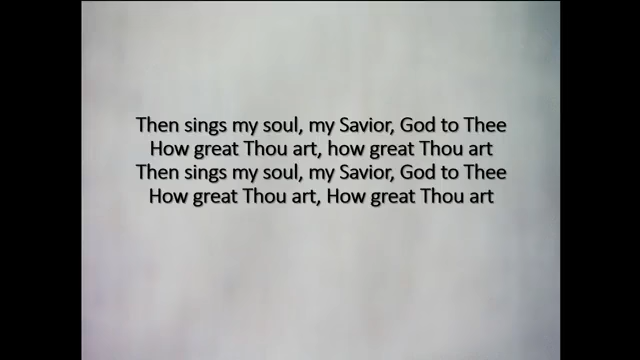 Then sings my soul, my Savior, God to Thee
How great Thou art, how great Thou art
Then sings my soul, my Savior, God to Thee
How great Thou art, How great Thou art